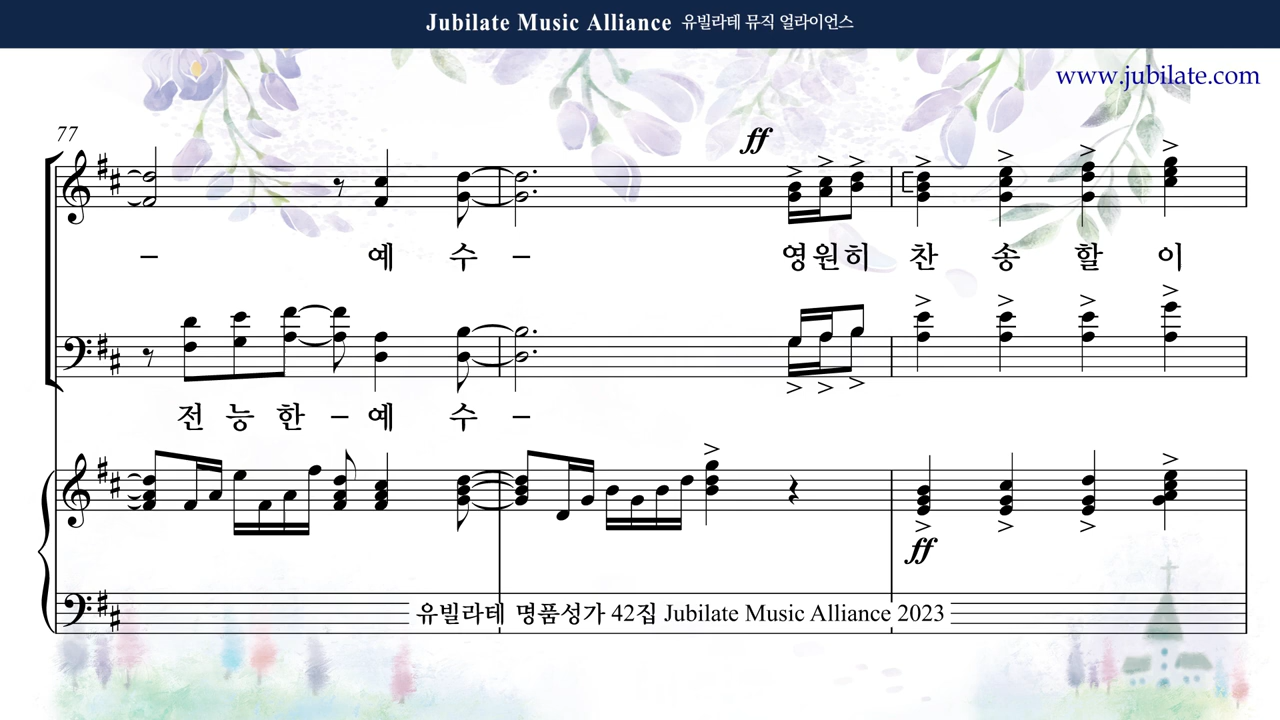 Jubilate Music Alliance 유빌라테 뮤직 얼라이언스
www.jubilate.com
77
ff
– 예 수 – 영 원 히 찬 송 할 이
전 능 한 – 예 수 –
ff
유빌라테 명품성가 42집 Jubilate Music Alliance 2023